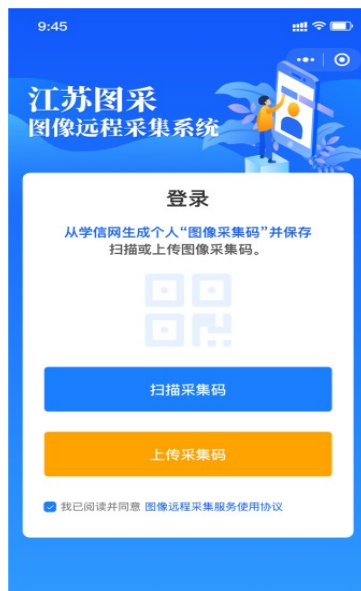 9:45
江苏图采
图像远程采集系统
登录
从学信网生成个人“图像采集码”并保存
扫描或上传图像采集码。
扫描采集码
上传采集码
我已阅读并同意 图像远程采集服务使用协议